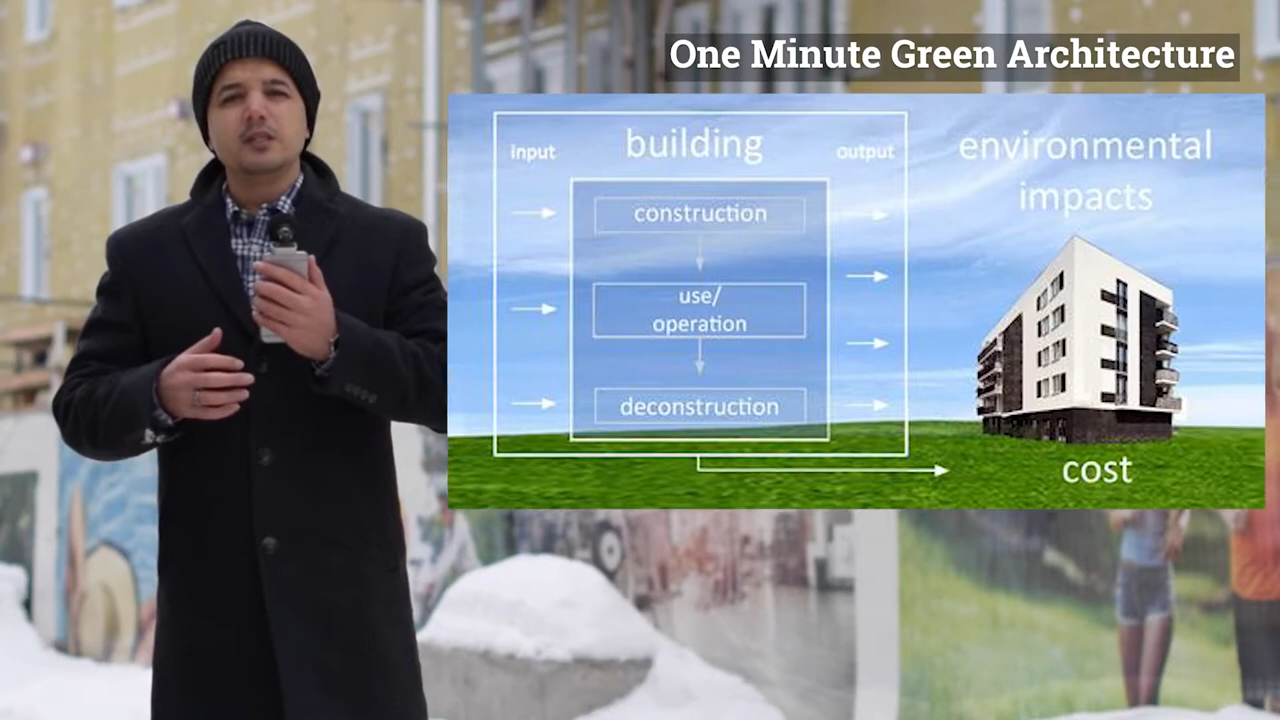 One Minute Green Architecture
input
building
output
environmental
impacts
construction
use/
operation
deconstruction
cost